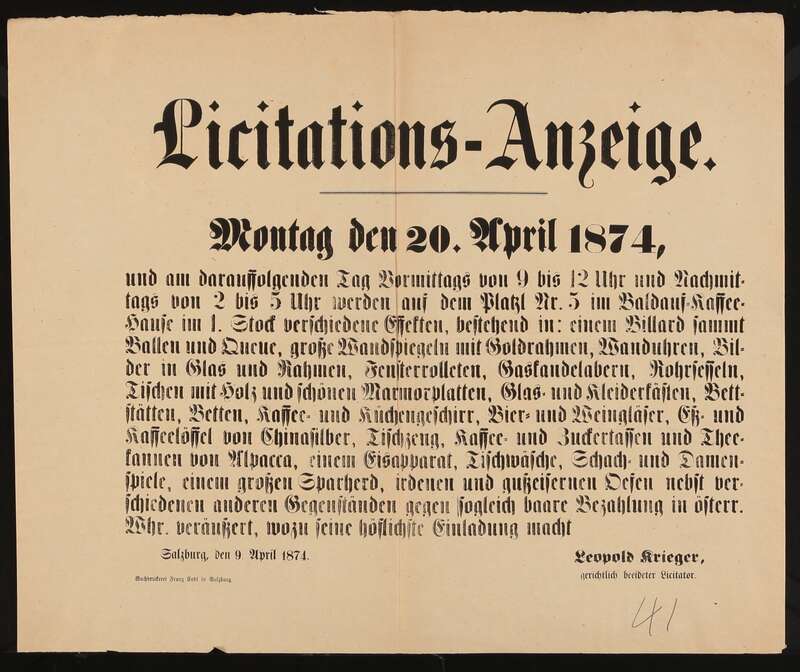 Licitations-Anzeige.
Montag den 20. April 1874,
und am darauffolgenden Tag Vormittags von 9 bis 12 Uhr und Nachmit-
tags von 2 bis 5 Uhr werden auf dem Platzl Nr. 5 im Baldauf-Kaffee-
Hause im 1. Stock verschiedene Effekten, bestehend in: einem Billard sammt
Ballen und Queue, große Wandspiegeln mit Goldrahmen, Wanduhren, Bil-
der in Glas und Rahmen, Fensterrolleten, Gaskandelabern, Rohrsesseln,
Tischen mit Holz und schönen Marmorplatten, Glas- und Kleiderkästen, Bett-
stätten, Betten, Kaffee- und Küchengeschirr, Bier- und Weingläser, Eß- und
Kaffeelöffel von Chinasilber, Tischzeug, Kaffee- und Zuckertassen und Thee-
kannen von Alpacca, einem Eisapparat, Tischwäsche, Schach- und Damen-
spiele, einem großen Sparherd, irdenen und gußeisernen Oefen nebst ver-
schiedenen anderen Gegenständen gegen sogleich baare Bezahlung in österr.
Whr. veräußert, wozu seine höflichste Einladung macht
Salzburg, den 9. April 1874.
Leopold Krieger,
gerichtlich beeideter Licitator.
Buchdruckerei Franz Endl in Salzburg
41